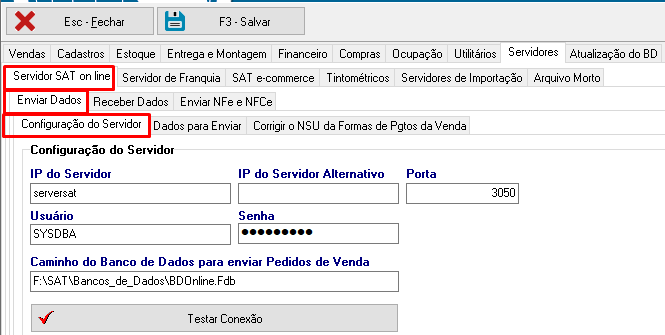 Esc - Fechar F3 - Salvar
Vendas Cadastros Estoque Entrega e Montagem Financeiro Compras Ocupação Utilitários Servidores Atualização do BD
Servidor SAT on line Servidor de Franquia SAT e-commerce Tintométricos Servidores de Importação Arquivo Morto
Enviar Dados Receber Dados Enviar NFe e NFCe
Configuração do Servidor Dados para Enviar Corrigir o NSU da Formas de Pgtos da Venda
Configuração do Servidor
IP do Servidor IP do Servidor Alternativo Porta
serversat 3050
Usuário Senha
SYSDBA ●●●●●●●●●
Caminho do Banco de Dados para enviar Pedidos de Venda
F:\SAT\Bancos_de_Dados\BDOnline.Fdb
Testar Conexão